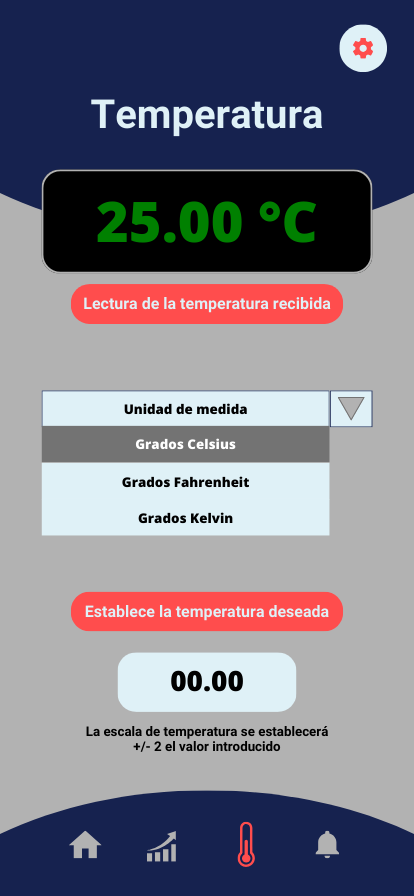 Temperatura
25.00 °C
Lectura de la temperatura recibida
Unidad de medida
Grados Celsius
Grados Fahrenheit
Grados Kelvin
Establece la temperatura deseada
00.00
La escala de temperatura se establecerá
+/- 2 el valor introducido